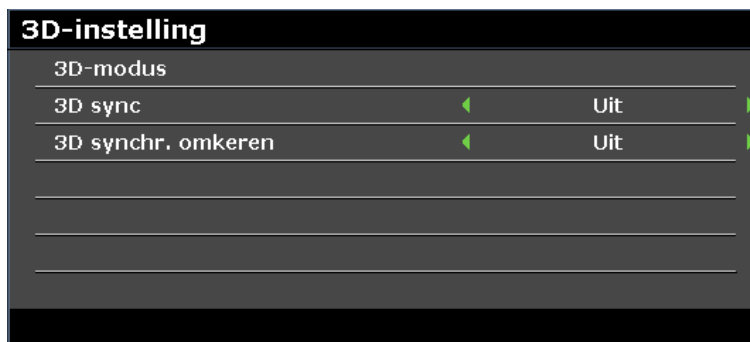 3D-instelling
3D-modus
3D sync Uit
3D synchr. omkeren Uit